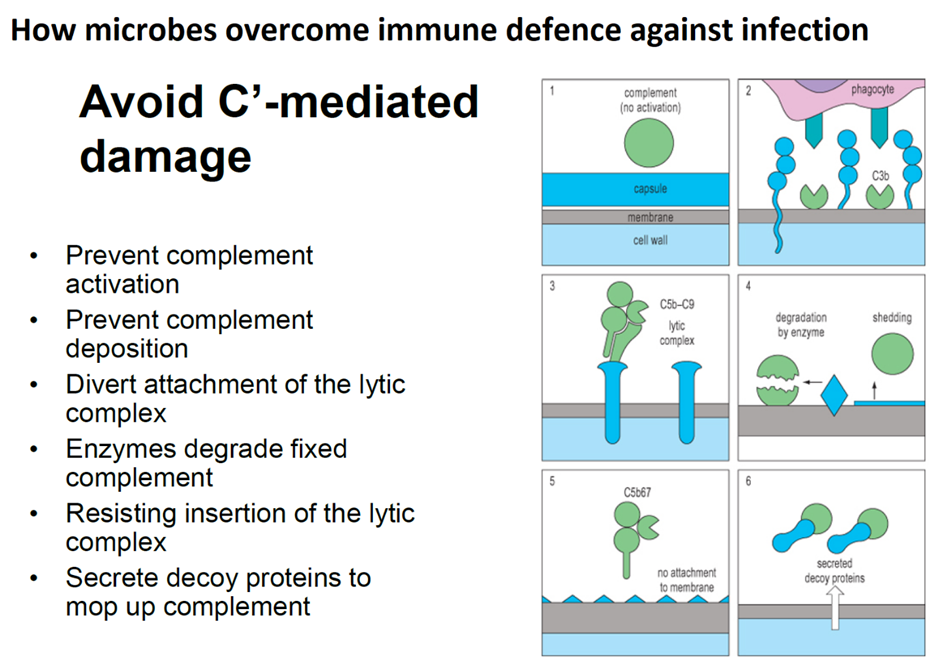 How microbes overcome immune defence against infection
Avoid C’-mediated
damage
• Prevent complement
activation
• Prevent complement
deposition
• Divert attachment of the lytic
complex
• Enzymes degrade fixed
complement
• Resisting insertion of the lytic
complex
• Secrete decoy proteins to
mop up complement
1
complement
(no activation)
capsule
membrane
cell wall
2
phagocyte
C3b
3
C5b–C9
lytic
complex
4
degradation
by enzyme
shedding
5
C5b67
no attachment
to membrane
6
secreted
decoy proteins